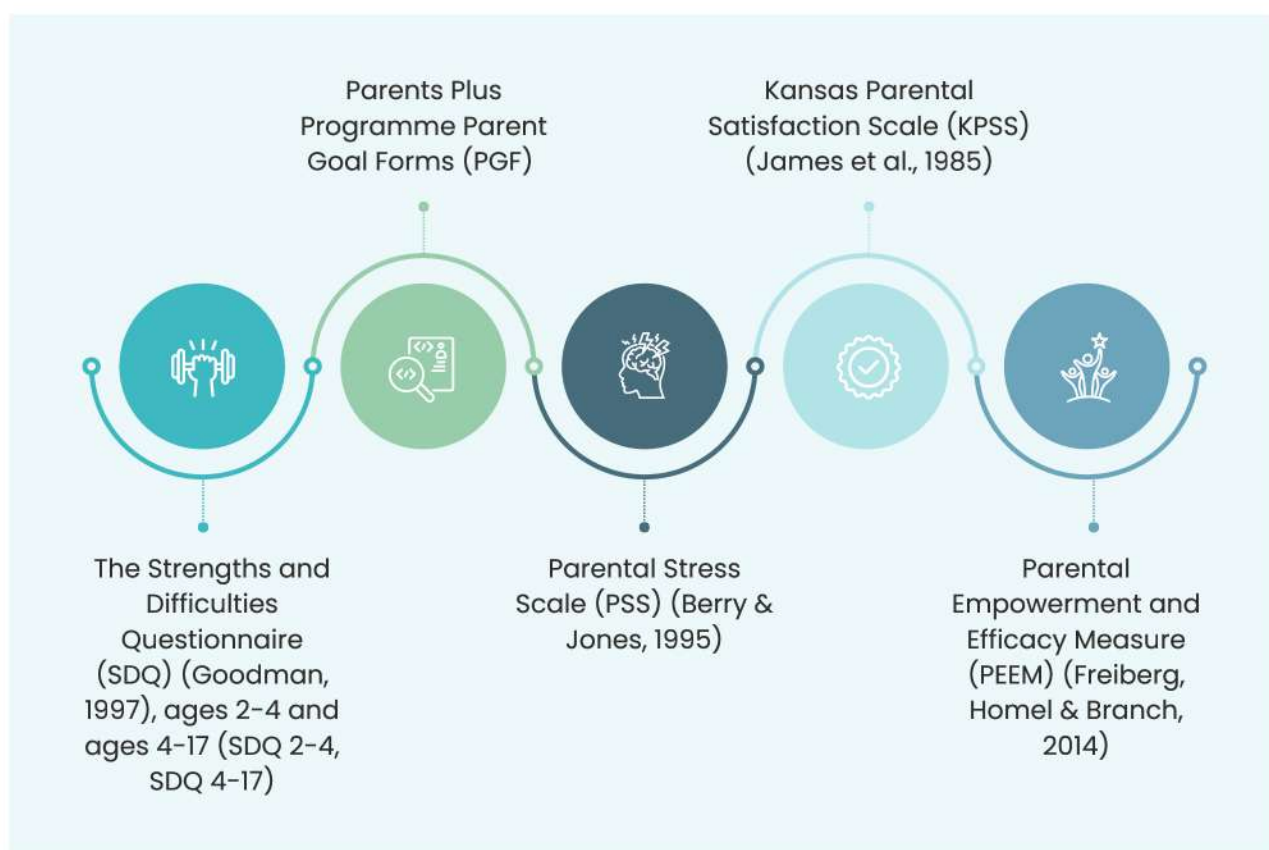 Parents Plus
Programme Parent
Goal Forms (PGF)
Kansas Parental
Satisfaction Scale (KPSS)
(James et al., 1985)
The Strengths and
Difficulties
Questionnaire
(SDQ) (Goodman,
1997), ages 2-4 and
ages 4-17 (SDQ 2-4,
SDQ 4-17)
Parental Stress
Scale (PSS) (Berry &
Jones, 1995)
Parental
Empowerment and
Efficacy Measure
(PEEM) (Freiberg,
Homel & Branch,
2014)